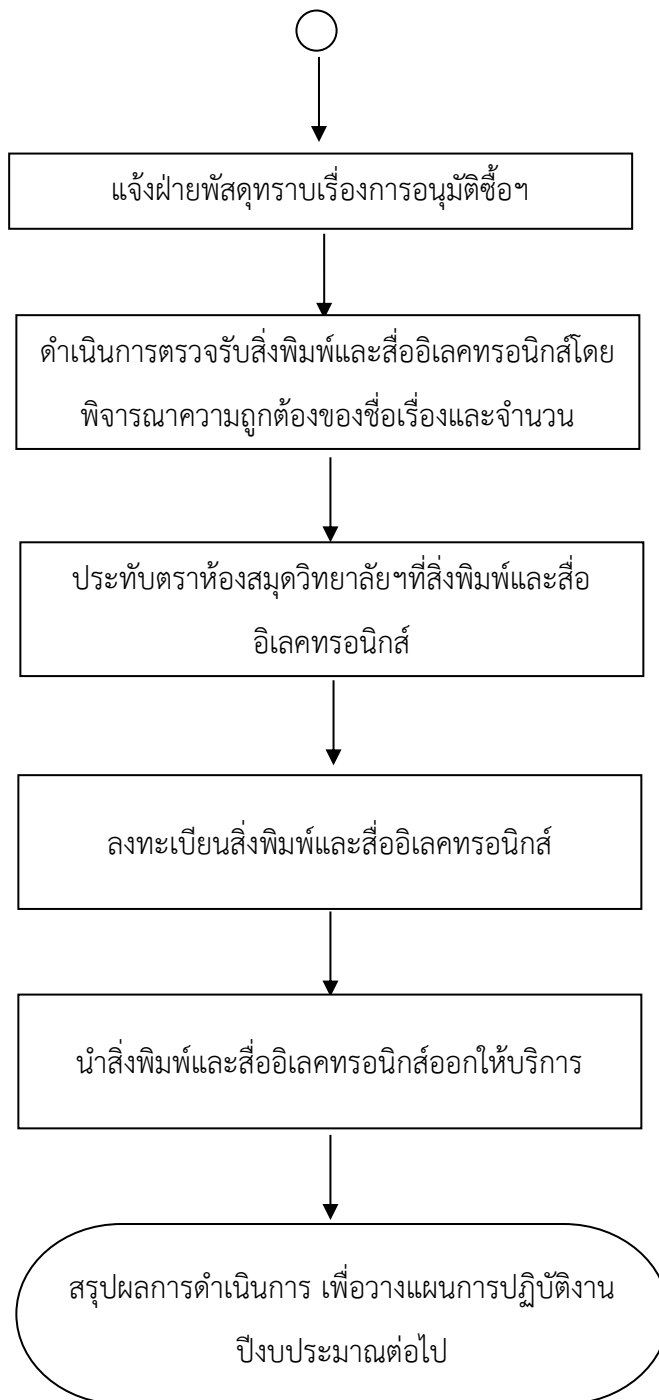 แจ้งฝ่ายพัสดุทราบเรื่องการอนุมัติซื้อฯ
ดำเนินการตรวจรับสิ่งพิมพ์และสื่ออิเลคทรอนิกส์โดย
พิจารณาความถูกต้องของชื่อเรื่องและจำนวน
ประทับตราห้องสมุดวิทยาลัยฯที่สิ่งพิมพ์และสื่อ
อิเลคทรอนิกส์
ลงทะเบียนสิ่งพิมพ์และสื่ออิเลคทรอนิกส์
นำสิ่งพิมพ์และสื่ออิเลคทรอนิกส์ออกให้บริการ
สรุปผลการดำเนินการ เพื่อวางแผนการปฏิบัติงาน
ปีงบประมาณต่อไป